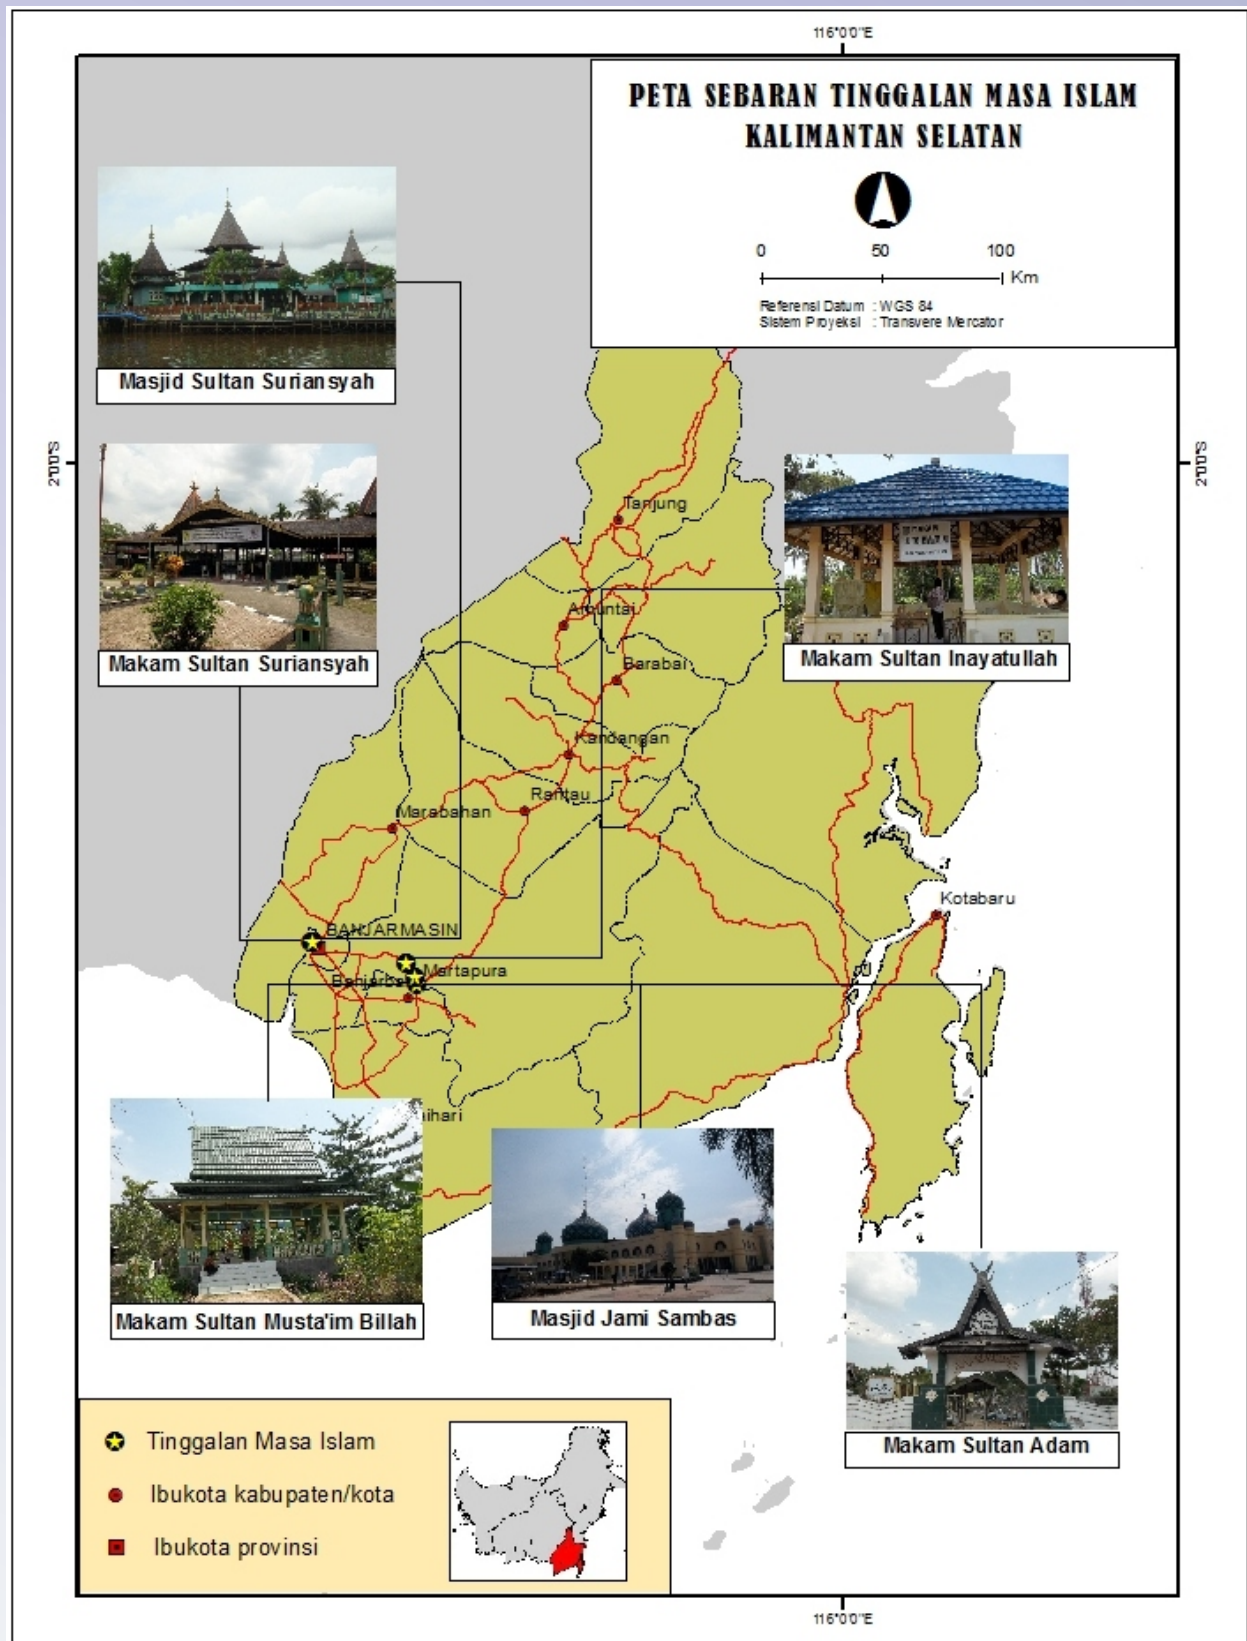 116°0'0"E
PETA SEBARAN TINGGALAN MASA ISLAM
KALIMANTAN SELATAN
0 50 100
Km
Referensi Datum : WGS 84
Sistem Proyeksi : Transvere Mercator
Masjid Sultan Suriansyah
2°0'0"S
2°0'0"S
Tanjung
Amuntai
Makam Sultan Suriansyah
Makam Sultan Inayatullah
Barabai
Kandangan
Rantau
Marabahan
Kotabaru
BANJARMASIN
Martapura
aihari
Makam Sultan Musta'im Billah
Masjid Jami Sambas
Makam Sultan Adam
Tinggalan Masa Islam
Ibukota kabupaten/kota
Ibukota provinsi
116°0'0"E